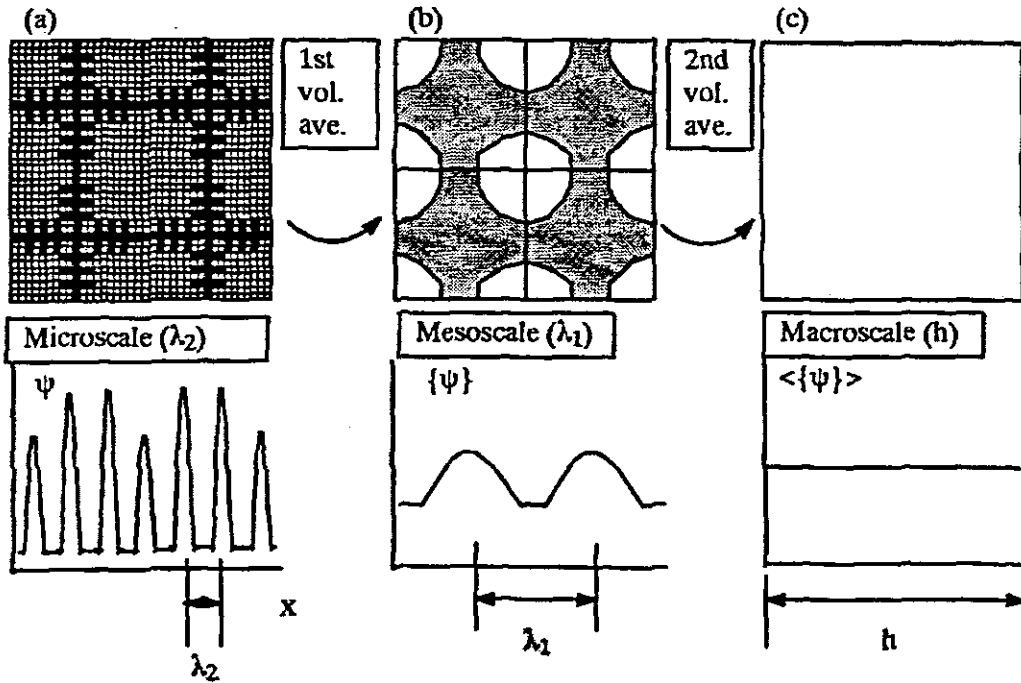 (a)
1st
vol.
ave.
(b)
2nd
vol.
ave.
(c)
Microscale (λ₂)
Mesoscale (λ₁)
Macroscale (h)
ψ
{ψ}
<{ψ}>
x
λ₂
λ₁
h